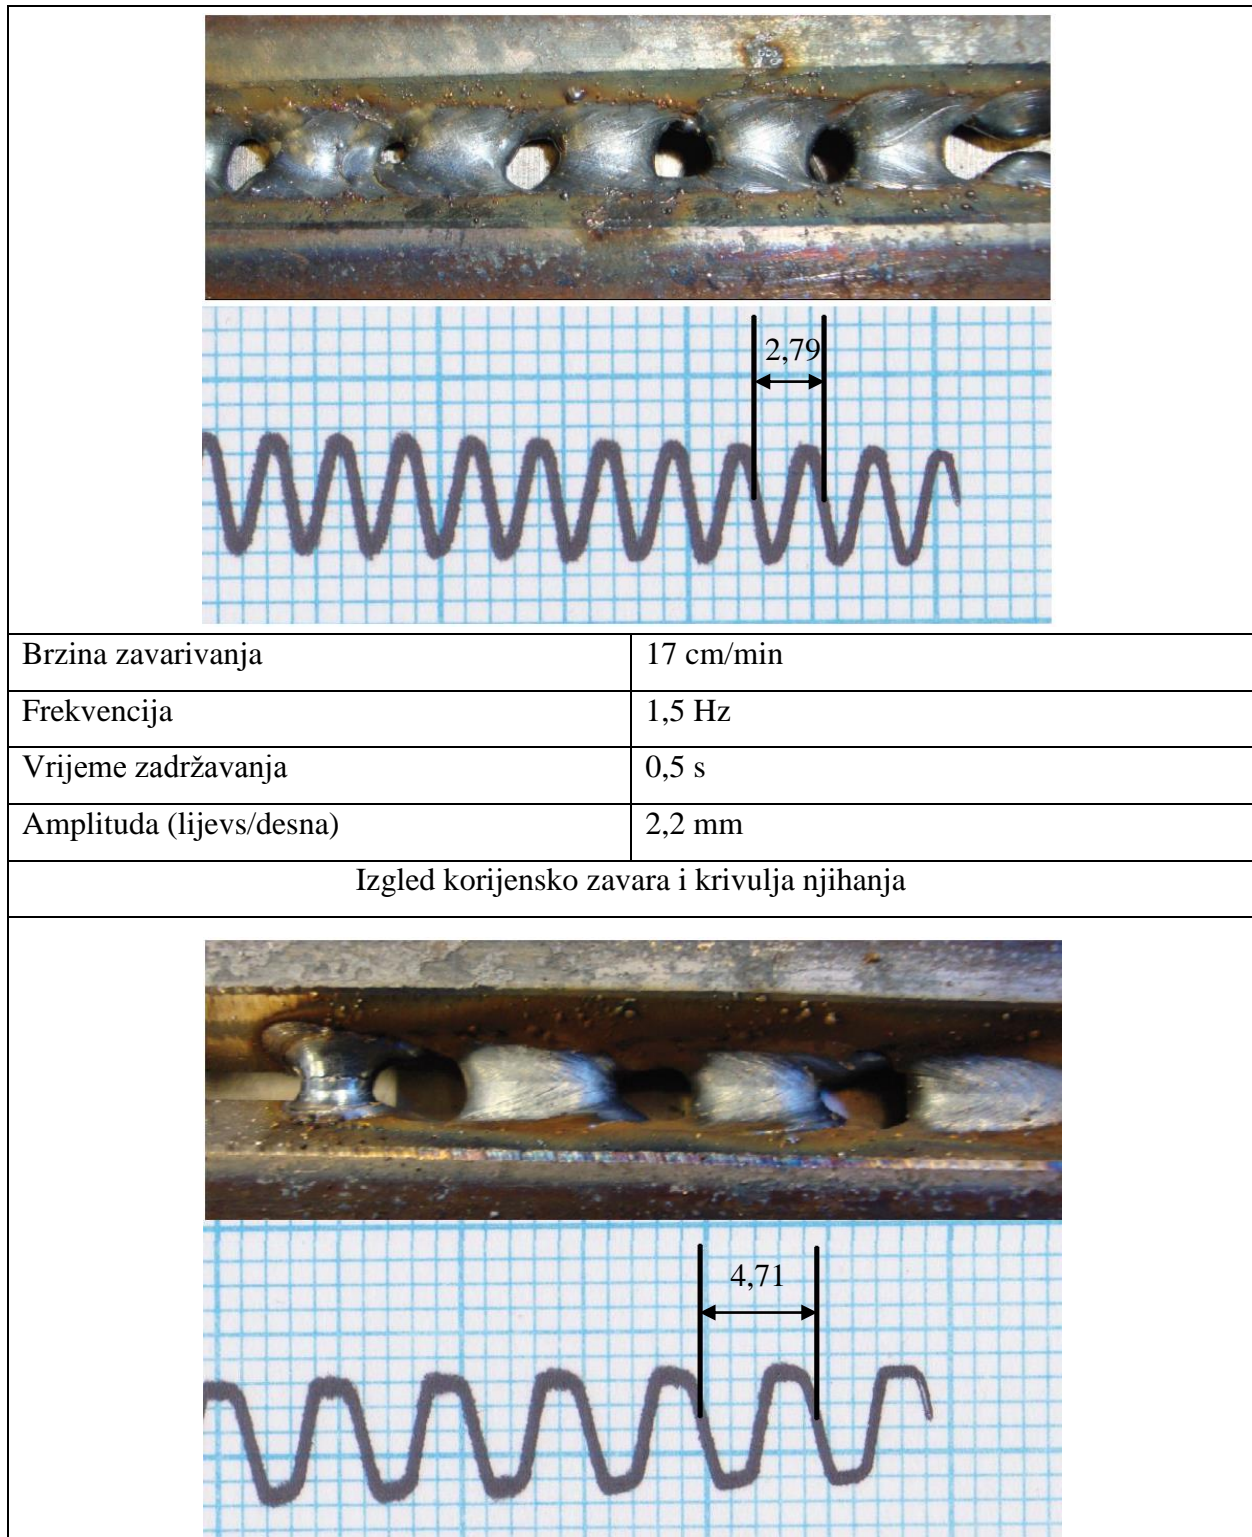 2,79
Brzina zavarivanja 17 cm/min
Frekvencija 1,5 Hz
Vrijeme zadržavanja 0,5 s
Amplituda (lijevs/desna) 2,2 mm
Izgled korijensko zavara i krivulja njihanja
4,71